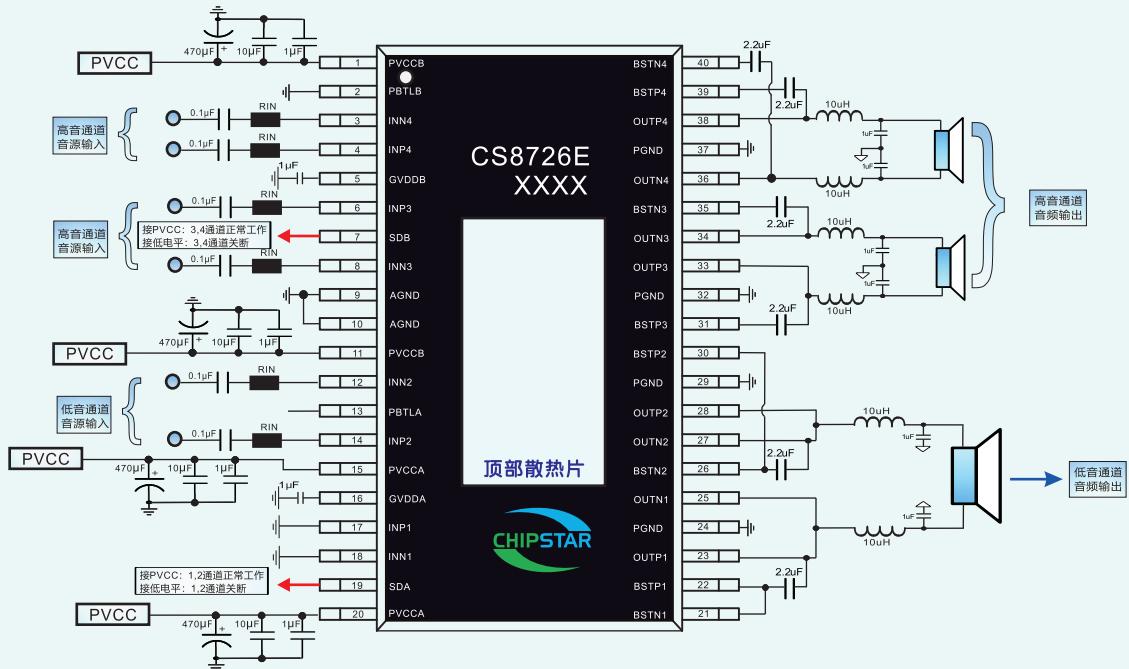 470μF
10μF
1μF
PVCC
高音通道
音源输入
0.1μF
RIN
0.1μF
RIN
1μF
高音通道
音源输入
0.1μF
RIN
接PVCC：3,4通道正常工作
接低电平：3,4通道关断
0.1μF
RIN
470μF
10μF
1μF
PVCC
低音通道
音源输入
0.1μF
RIN
0.1μF
RIN
PVCC
470μF
10μF
1μF
1μF
接PVCC：1,2通道正常工作
接低电平：1,2通道关断
PVCC
470μF
10μF
1μF
1 PVCCB
2 PBTLB
3 INN4
4 INP4
5 GVDDB
6 INP3
7 SDB
8 INN3
9 AGND
10 AGND
11 PVCCB
12 INN2
13 PBTLA
14 INP2
15 PVCCA
16 GVDDA
17 INP1
18 INN1
19 SDA
20 PVCCA
CS8726E
XXXX
顶部散热片
CHIPSTAR
BSTN4 40
BSTP4 39
OUTP4 38
PGND 37
OUTN4 36
BSTN3 35
OUTN3 34
OUTP3 33
PGND 32
BSTP3 31
BSTP2 30
PGND 29
OUTP2 28
OUTN2 27
BSTN2 26
OUTN1 25
PGND 24
OUTP1 23
BSTP1 22
BSTN1 21
2.2uF
2.2uF
10uH
1uF
1uF
10uH
2.2uF
10uH
1uF
1uF
10uH
2.2uF
高音通道
音频输出
10uH
1uF
2.2uF
1uF
10uH
2.2uF
低音通道
音频输出